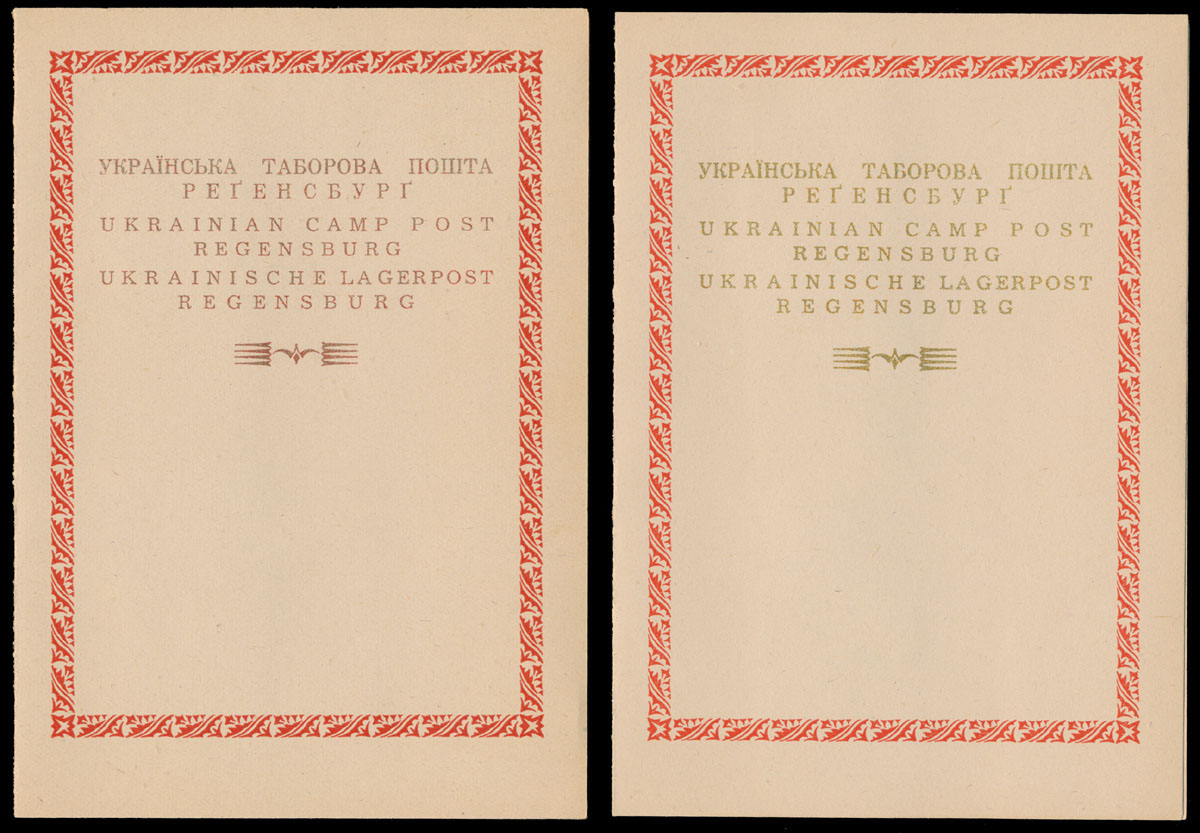 УКРАЇНСЬКА ТАБОРОВА ПОШТА
РЕҐЕНСБУРҐ
UKRAINIAN CAMP POST
REGENSBURG
UKRAINISCHE LAGERPOST
REGENSBURG
УКРАЇНСЬКА ТАБОРОВА ПОШТА
РЕҐЕНСБУРҐ
UKRAINIAN CAMP POST
REGENSBURG
UKRAINISCHE LAGERPOST
REGENSBURG